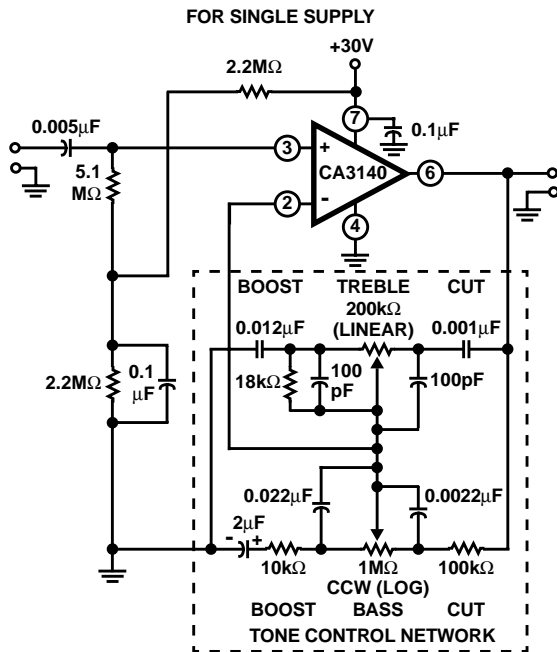 FOR SINGLE SUPPLY
+30V
2.2MΩ
7
0.005μF
0.1μF
3
+
5.1
MΩ
CA3140
6
2
-
4
BOOST TREBLE CUT
200kΩ
(LINEAR)
0.012μF
0.001μF
2.2MΩ
0.1
μF
18kΩ
100
pF
100pF
0.022μF
0.0022μF
2μF
- +
10kΩ
1MΩ
100kΩ
CCW (LOG)
BOOST BASS CUT
TONE CONTROL NETWORK